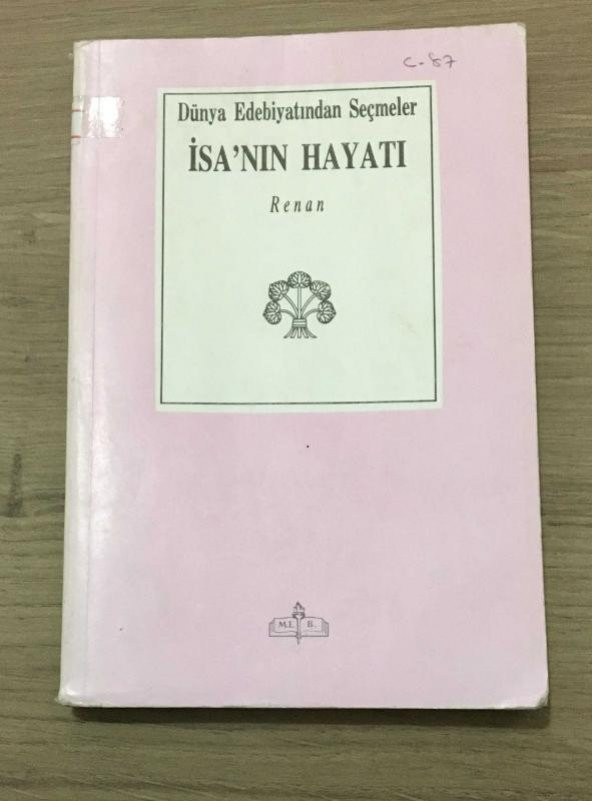 C-87
Dünya Edebiyatından Seçmeler
İSA'NIN HAYATI
Renan
M.E. B.